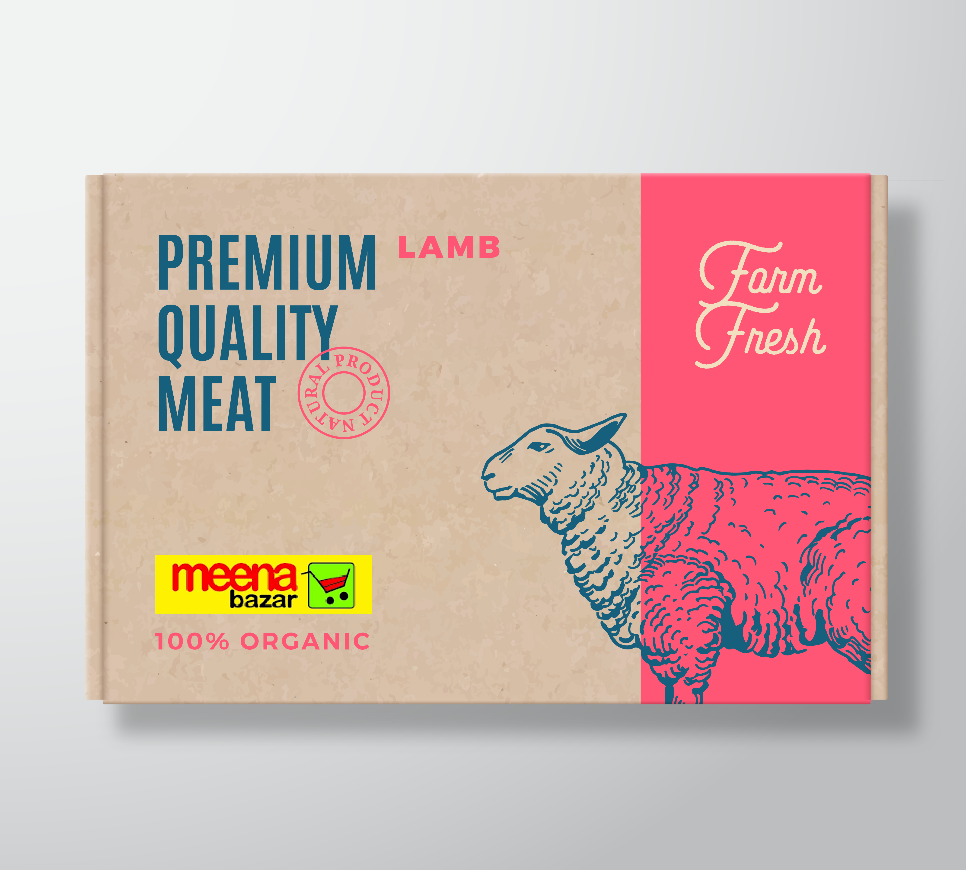 PREMIUM
LAMB
QUALITY
MEAT
NATURAL PRODUCT
Farm
Fresh
meena
bazar
100% ORGANIC